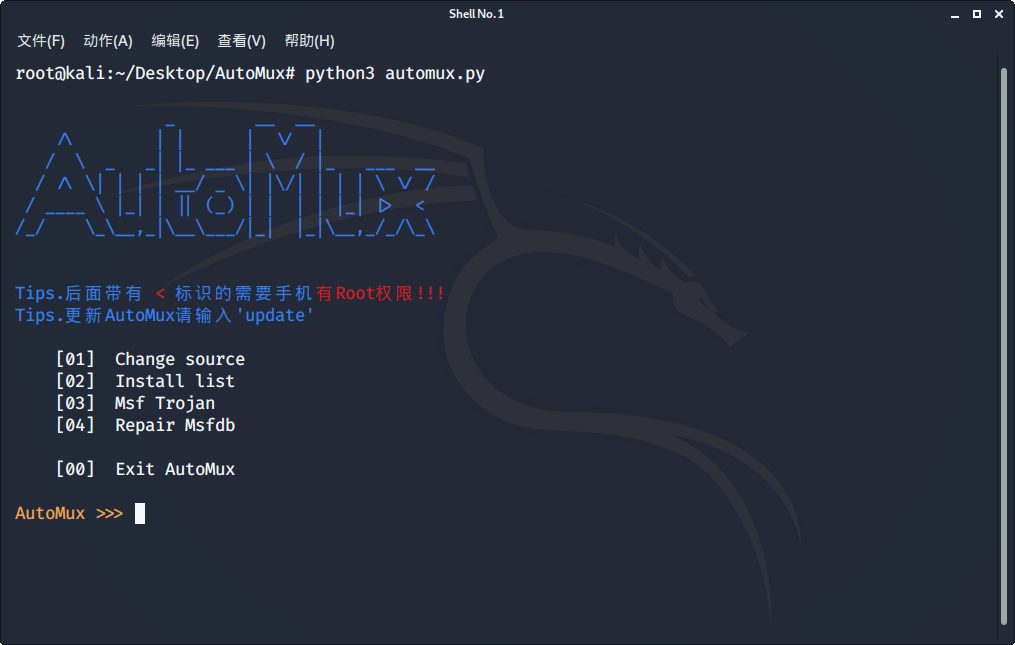 Shell No. 1
文件(F) 动作(A) 编辑(E) 查看(V) 帮助(H)
root@kali:~/Desktop/AutoMux# python3 automux.py
AutoMux
Tips.后面带有 < 标识的需要手机有Root权限!!!
Tips.更新AutoMux请输入'update'
[01] Change source
[02] Install list
[03] Msf Trojan
[04] Repair Msfdb
[00] Exit AutoMux
AutoMux >>>